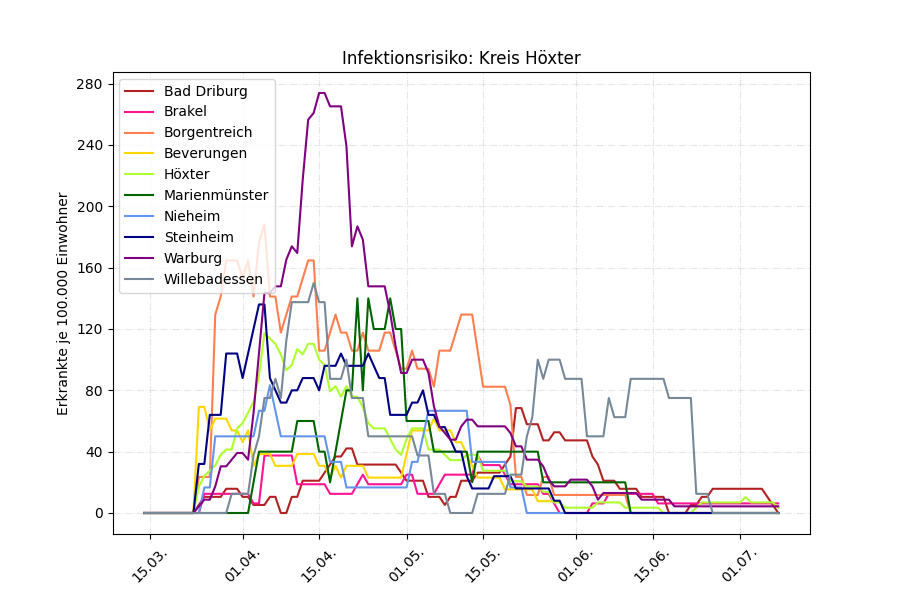 Infektionsrisiko: Kreis Höxter
Erkrankte je 100.000 Einwohner
280
240
200
160
120
80
40
0
Bad Driburg
Brakel
Borgentreich
Beverungen
Höxter
Marienmünster
Nieheim
Steinheim
Warburg
Willebadessen
15.03.
01.04.
15.04.
01.05.
15.05.
01.06.
15.06.
01.07.